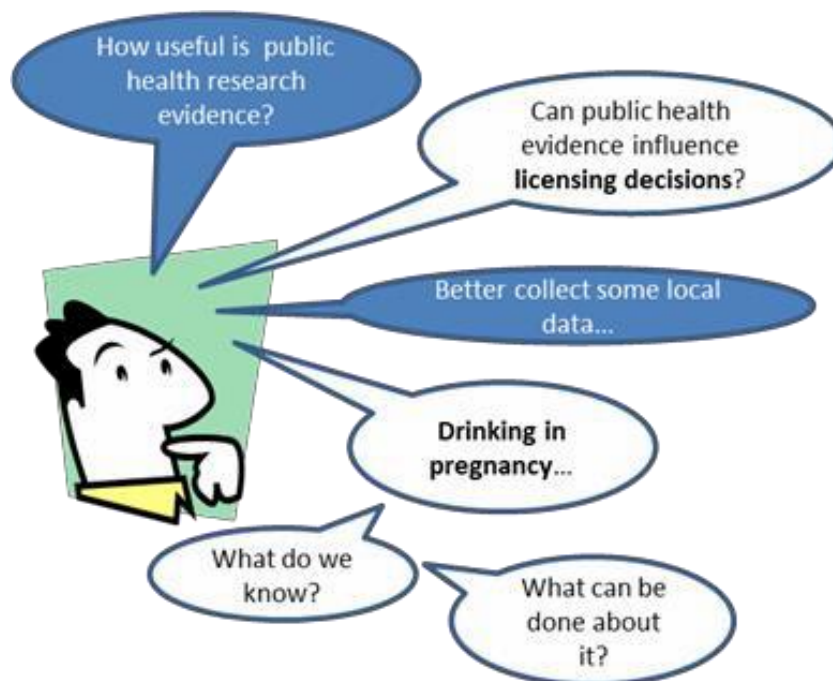 How useful is public
health research
evidence?
Can public health
evidence influence
licensing decisions?
Better collect some local
data...
Drinking in
pregnancy...
What do we
know?
What can be
done about
it?